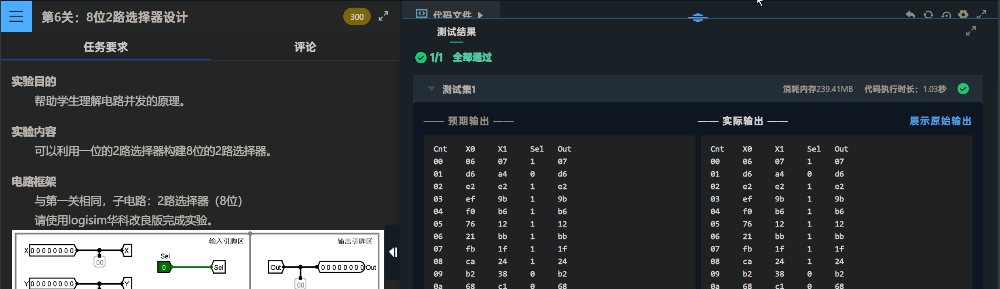 第6关：8位2路选择器设计
300
任务要求 评论
实验目的
帮助学生理解电路并发的原理。
实验内容
可以利用一位的2路选择器构建8位的2路选择器。
电路框架
与第一关相同，子电路：2路选择器（8位）
请使用logisim华科改良版完成实验。
输入引脚区 输出引脚区
X 0 0 0 0 0 0 0 0 X
00
Sel
0 Sel
Out 0 0 0 0 0 0 0 0 Out
00
Y 0 0 0 0 0 0 0 0 Y
代码文件
测试结果
1/1 全部通过
测试集1 消耗内存239.41MB 代码执行时长：1.03秒
—— 预期输出 ——
Cnt X0 X1 Sel Out
00 06 07 1 07
01 d6 a4 0 d6
02 e2 e2 1 e2
03 ef 9b 1 9b
04 f0 b6 1 b6
05 76 12 1 12
06 21 bb 1 bb
07 fb 1f 1 1f
08 ca 24 1 24
09 b2 38 0 b2
0a 68 c1 0 68
—— 实际输出 —— 展示原始输出
Cnt X0 X1 Sel Out
00 06 07 1 07
01 d6 a4 0 d6
02 e2 e2 1 e2
03 ef 9b 1 9b
04 f0 b6 1 b6
05 76 12 1 12
06 21 bb 1 bb
07 fb 1f 1 1f
08 ca 24 1 24
09 b2 38 0 b2
0a 68 c1 0 68